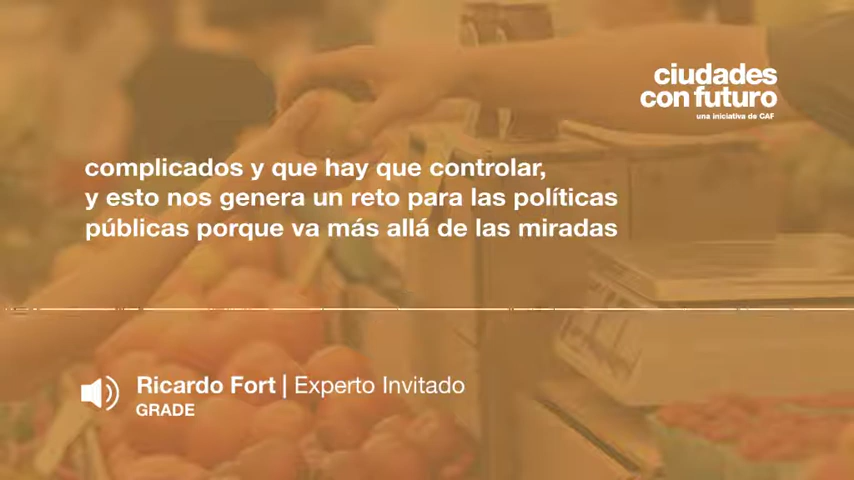 ciudades
con futuro
una iniciativa de CAF
complicados y que hay que controlar,
y esto nos genera un reto para las políticas
públicas porque va más allá de las miradas
Ricardo Fort | Experto Invitado
GRADE